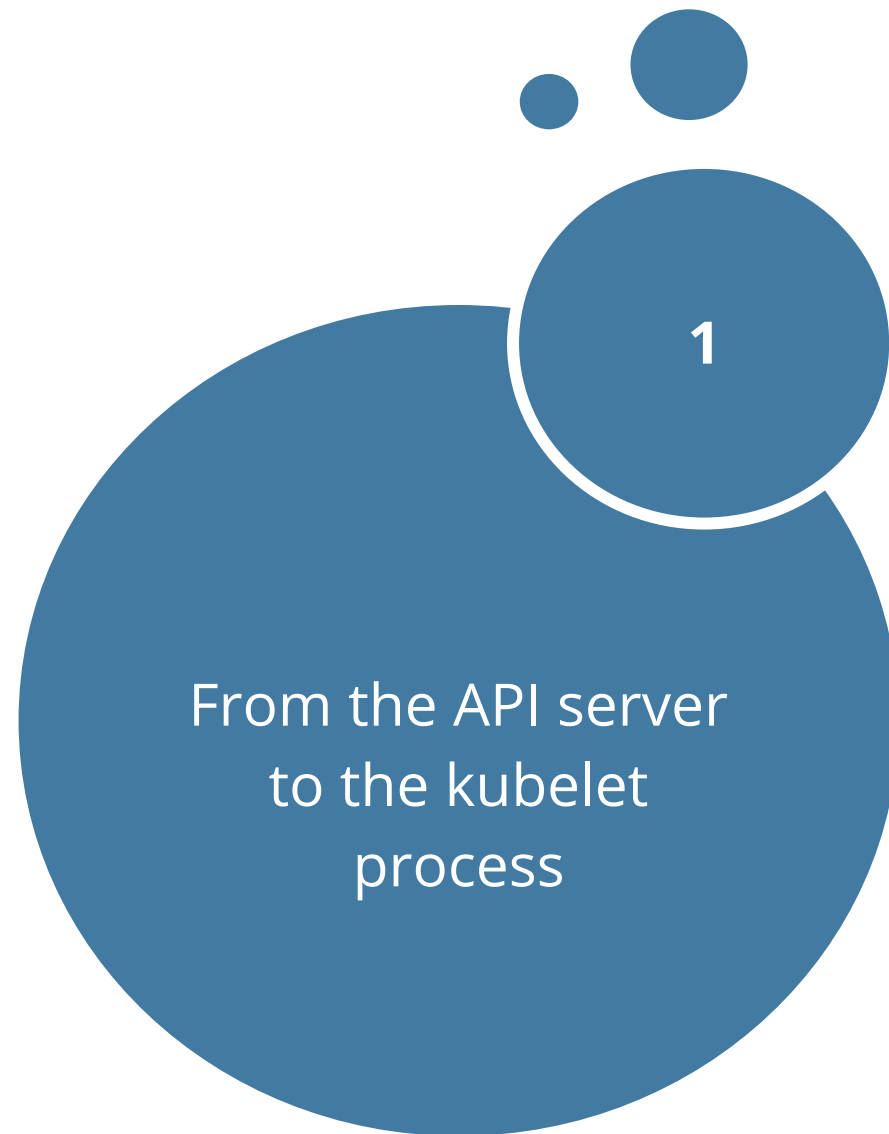 1
From the API server
to the kubelet
process